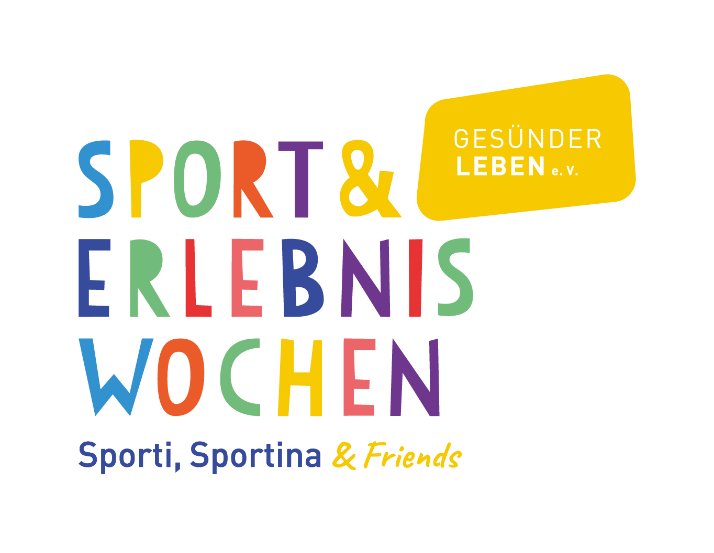 SPORT &
ERLEBNIS
WOCHEN
Sporti, Sportina & Friends
GESÜNDER
LEBEN e. V.